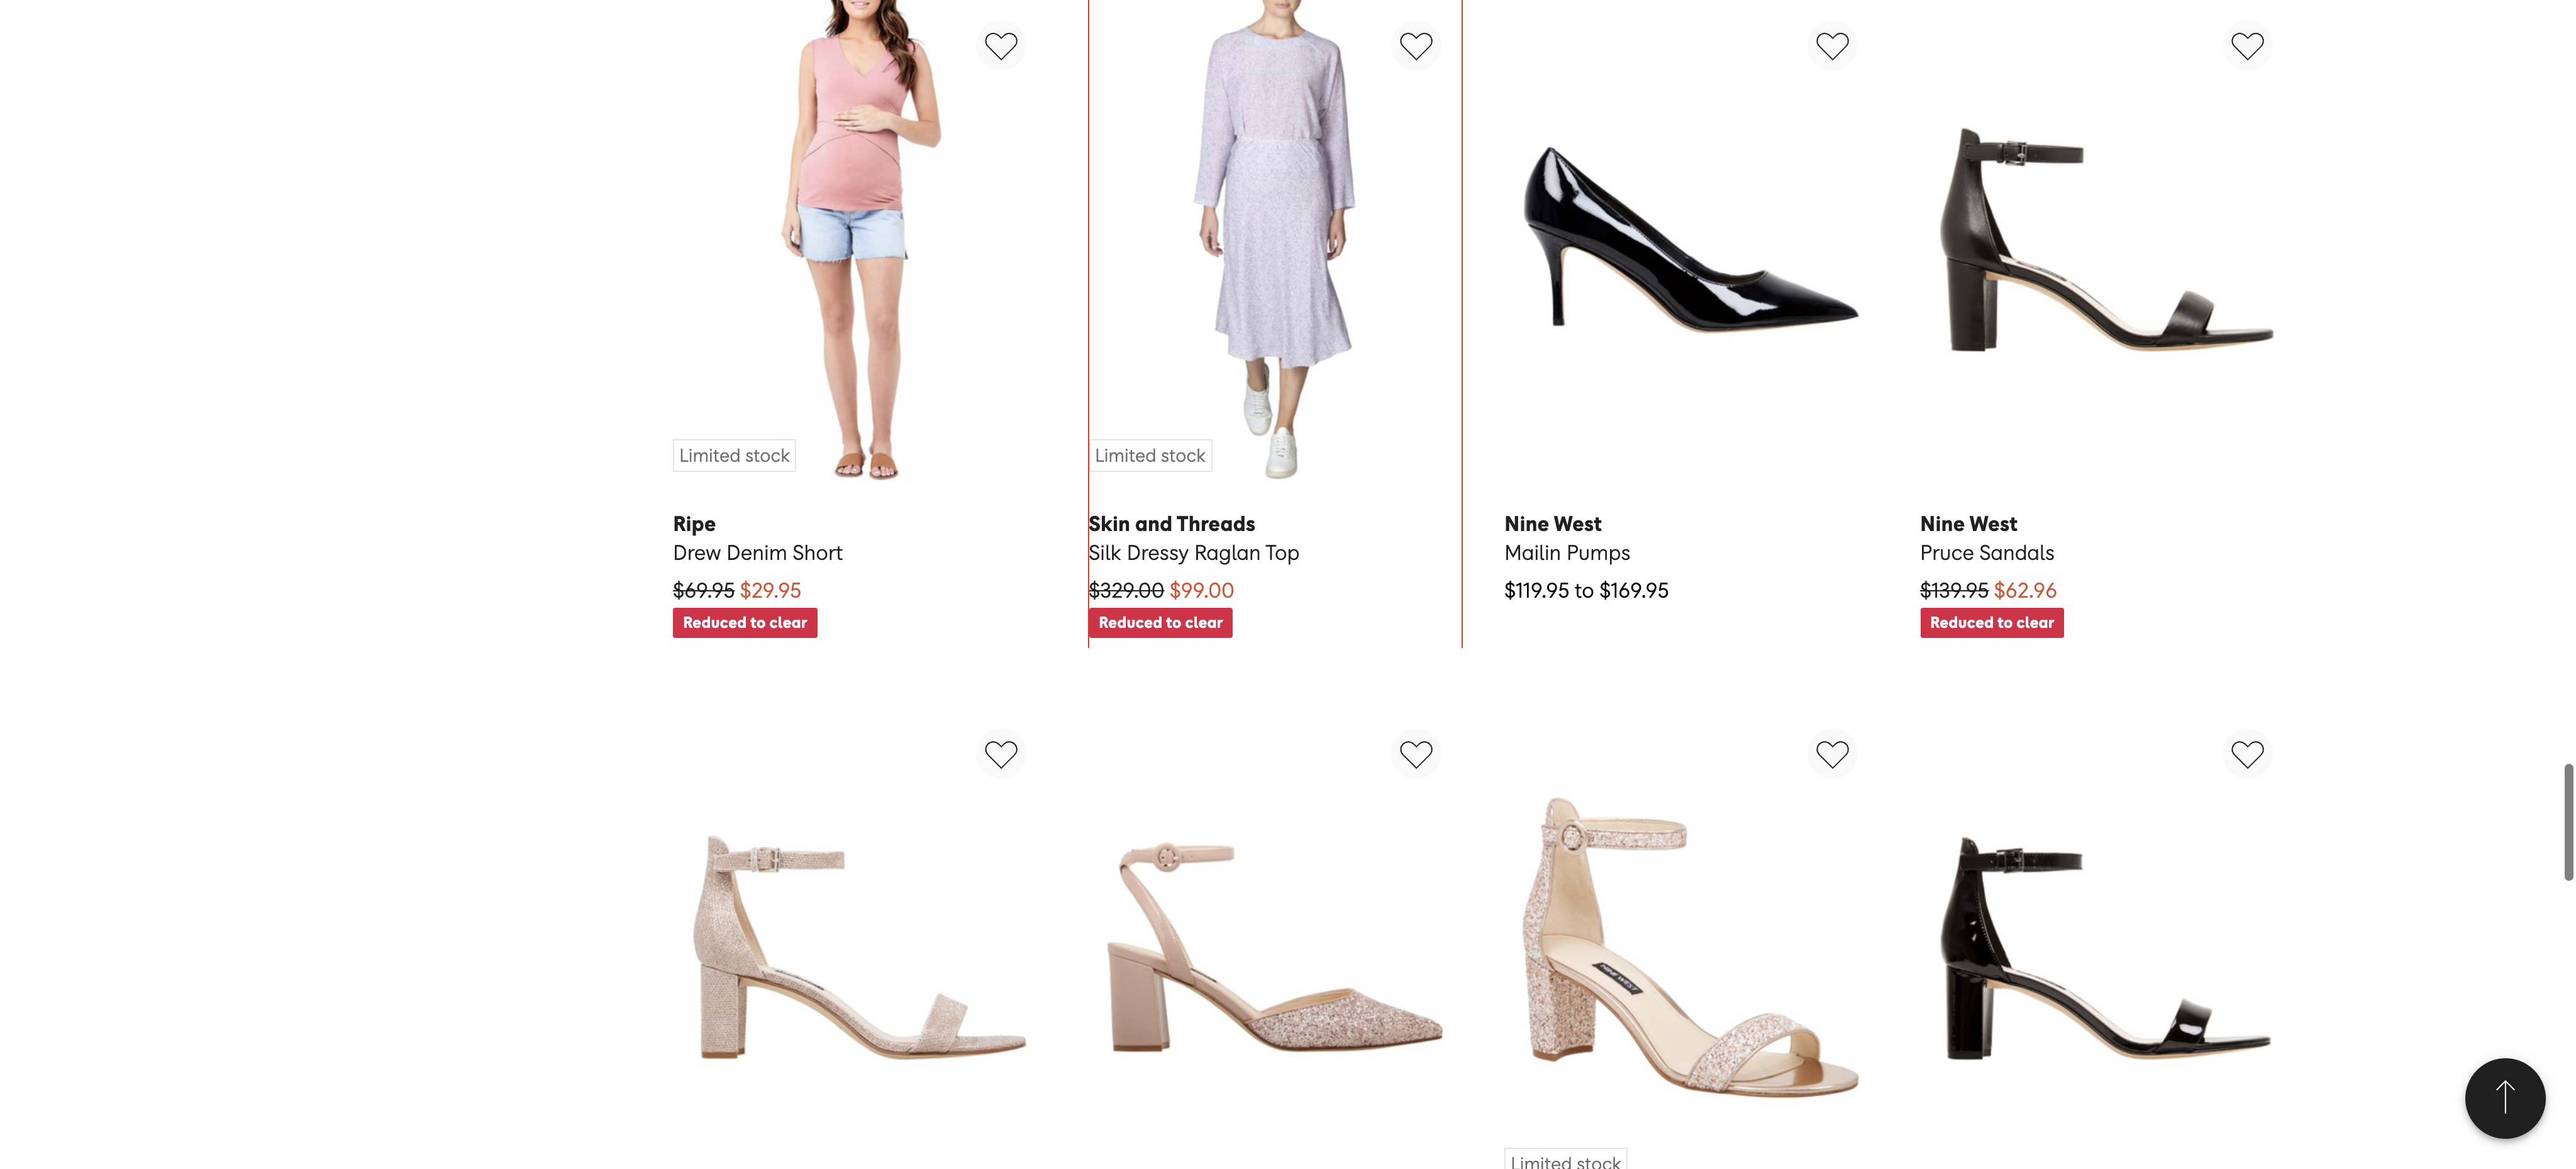 Limited stock
Limited stock
Ripe
Drew Denim Short
$69.95 $29.95
Reduced to clear
Skin and Threads
Silk Dressy Raglan Top
$329.00 $99.00
Reduced to clear
Nine West
Mailin Pumps
$119.95 to $169.95
Nine West
Pruce Sandals
$139.95 $62.96
Reduced to clear
NINE WEST
Limited stock